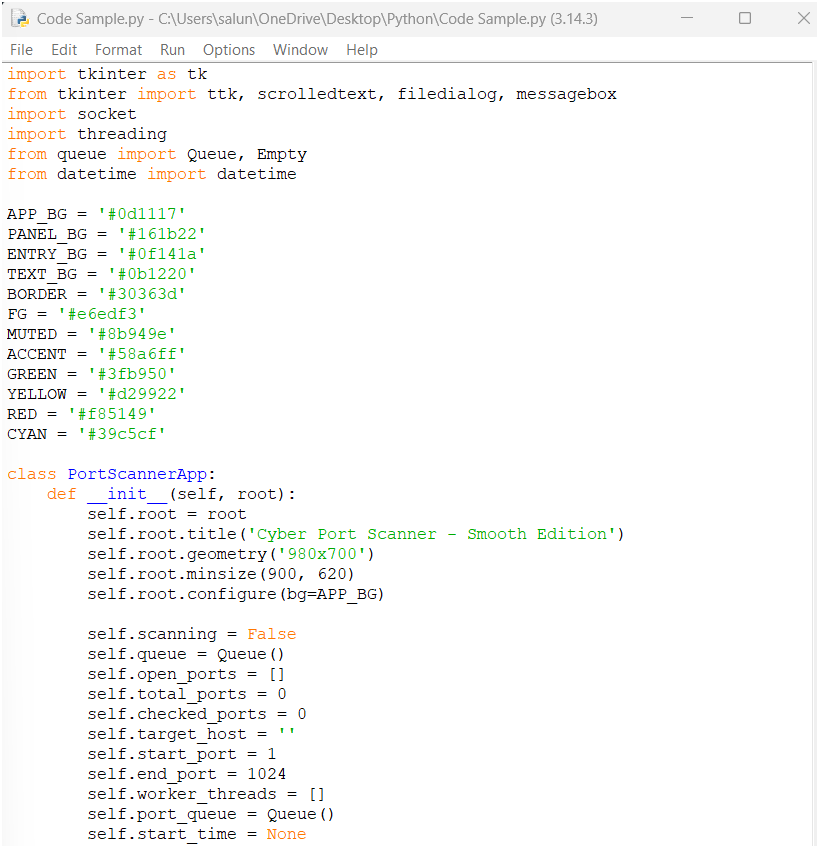 Code Sample.py - C:\Users\salun\OneDrive\Desktop\Python\Code Sample.py (3.14.3)
File Edit Format Run Options Window Help
import tkinter as tk
from tkinter import ttk, scrolledtext, filedialog, messagebox
import socket
import threading
from queue import Queue, Empty
from datetime import datetime

APP_BG = '#0d1117'
PANEL_BG = '#161b22'
ENTRY_BG = '#0f141a'
TEXT_BG = '#0b1220'
BORDER = '#30363d'
FG = '#e6edf3'
MUTED = '#8b949e'
ACCENT = '#58a6ff'
GREEN = '#3fb950'
YELLOW = '#d29922'
RED = '#f85149'
CYAN = '#39c5cf'

class PortScannerApp:
    def __init__(self, root):
        self.root = root
        self.root.title('Cyber Port Scanner - Smooth Edition')
        self.root.geometry('980x700')
        self.root.minsize(900, 620)
        self.root.configure(bg=APP_BG)

        self.scanning = False
        self.queue = Queue()
        self.open_ports = []
        self.total_ports = 0
        self.checked_ports = 0
        self.target_host = ''
        self.start_port = 1
        self.end_port = 1024
        self.worker_threads = []
        self.port_queue = Queue()
        self.start_time = None